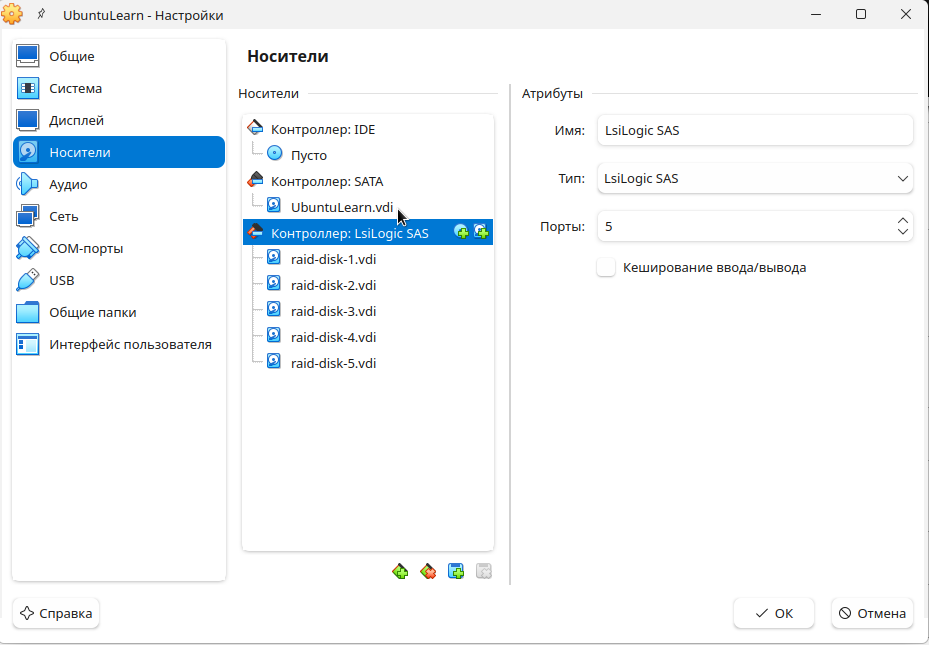 UbuntuLearn - Настройки
Общие
Система
Дисплей
Носители
Аудио
Сеть
COM-порты
USB
Общие папки
Интерфейс пользователя
Носители
Носители
Контроллер: IDE
Пусто
Контроллер: SATA
UbuntuLearn.vdi
Контроллер: LsiLogic SAS
raid-disk-1.vdi
raid-disk-2.vdi
raid-disk-3.vdi
raid-disk-4.vdi
raid-disk-5.vdi
Атрибуты
Имя: LsiLogic SAS
Тип: LsiLogic SAS
Порты: 5
Кеширование ввода/вывода
Справка
OK
Отмена